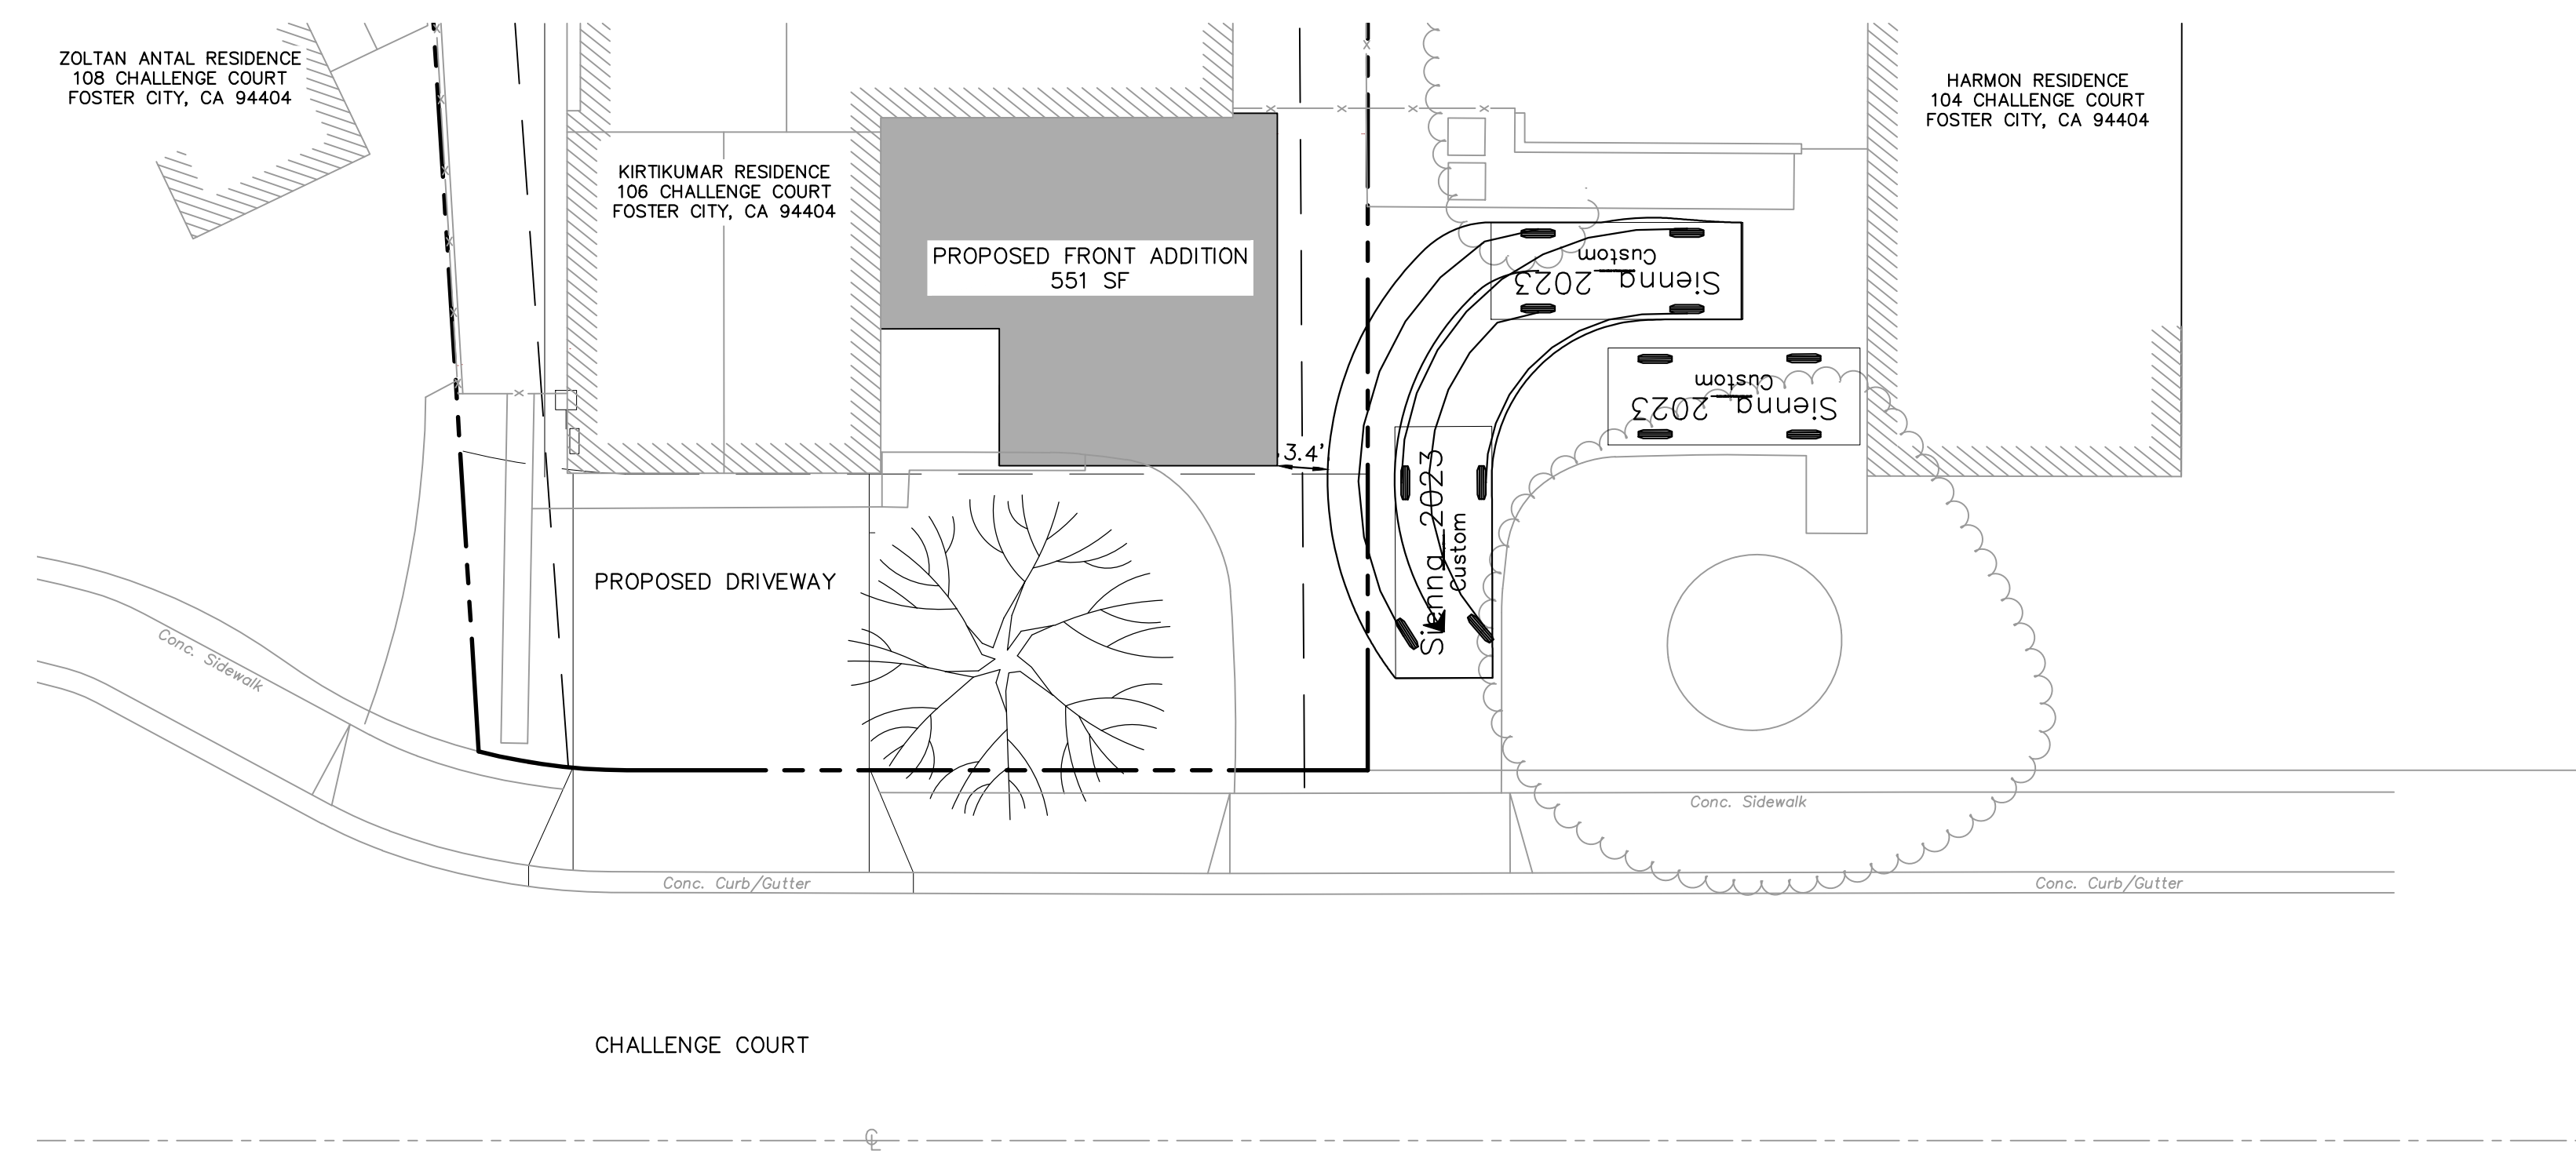 ZOLTAN ANTAL RESIDENCE
108 CHALLENGE COURT
FOSTER CITY, CA 94404
HARMON RESIDENCE
104 CHALLENGE COURT
FOSTER CITY, CA 94404
KIRTIKUMAR RESIDENCE
106 CHALLENGE COURT
FOSTER CITY, CA 94404
PROPOSED FRONT ADDITION
551 SF
Custom
Sienna_2023
Custom
Sienna_2023
3.4'
Sienna_2023
Custom
PROPOSED DRIVEWAY
Conc. Sidewalk
Conc. Sidewalk
Conc. Curb/Gutter
Conc. Curb/Gutter
CHALLENGE COURT
℄